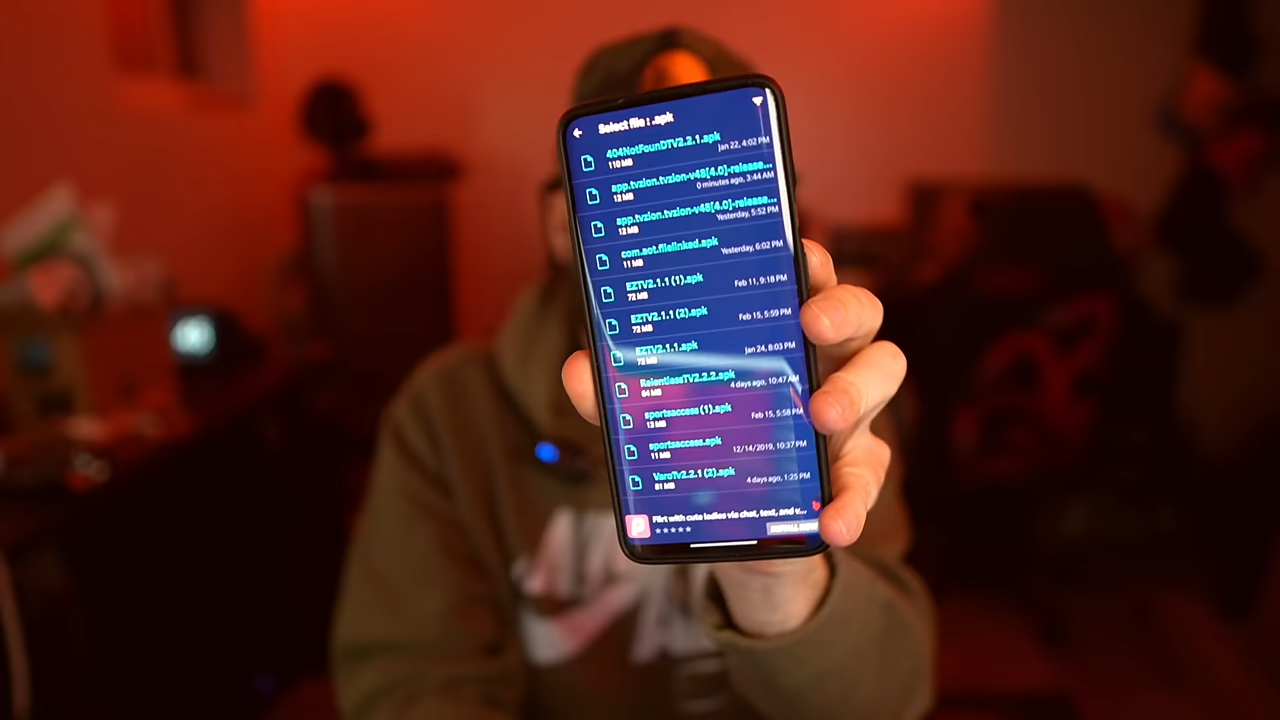 Select file : .apk
404NotFounDTV2.2.1.apk
110 MB
Jan 22, 4:02 PM
app.tvzion.tvzion-v48[4.0]-release...
12 MB
0 minutes ago, 3:44 AM
app.tvzion.tvzion-v48[4.0]-release...
12 MB
Yesterday, 5:52 PM
com.aot.filelinked.apk
11 MB
Yesterday, 6:02 PM
EZTV2.1.1 (1).apk
72 MB
Feb 11, 9:18 PM
EZTV2.1.1 (2).apk
72 MB
Feb 15, 5:59 PM
EZTV2.1.1.apk
72 MB
Jan 24, 8:03 PM
RelentlessTV2.2.2.apk
64 MB
4 days ago, 10:47 AM
sportsaccess (1).apk
13 MB
Feb 15, 5:58 PM
sportsaccess.apk
11 MB
12/14/2019, 10:37 PM
VaroTv2.2.1 (2).apk
81 MB
4 days ago, 1:25 PM
Flirt with cute ladies via chat, text, and v...
INSTALL NOW